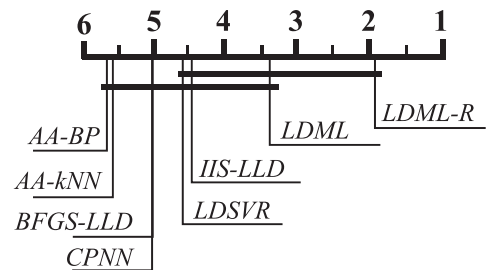 6 5 4 3 2 1
LDML-R
AA-BP
LDML
AA-kNN
IIS-LLD
BFGS-LLD
LDSVR
CPNN